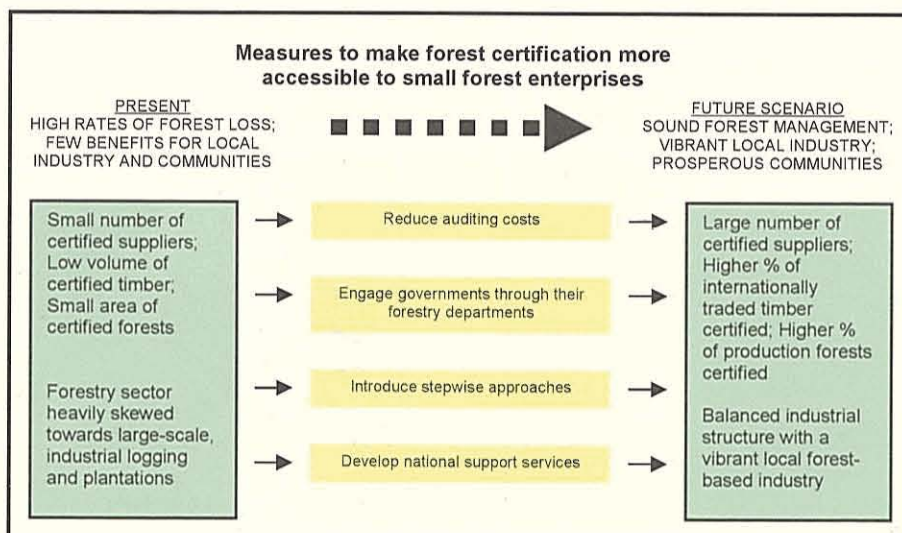 Measures to make forest certification more
accessible to small forest enterprises
PRESENT
HIGH RATES OF FOREST LOSS;
FEW BENEFITS FOR LOCAL
INDUSTRY AND COMMUNITIES
FUTURE SCENARIO
SOUND FOREST MANAGEMENT;
VIBRANT LOCAL INDUSTRY;
PROSPEROUS COMMUNITIES
Small number of
certified suppliers;
Low volume of
certified timber;
Small area of
certified forests
Forestry sector
heavily skewed
towards large-scale,
industrial logging
and plantations
Reduce auditing costs
Engage governments through their
forestry departments
Introduce stepwise approaches
Develop national support services
Large number of
certified suppliers;
Higher % of
internationally
traded timber
certified; Higher %
of production forests
certified
Balanced industrial
structure with a
vibrant local forest-
based industry